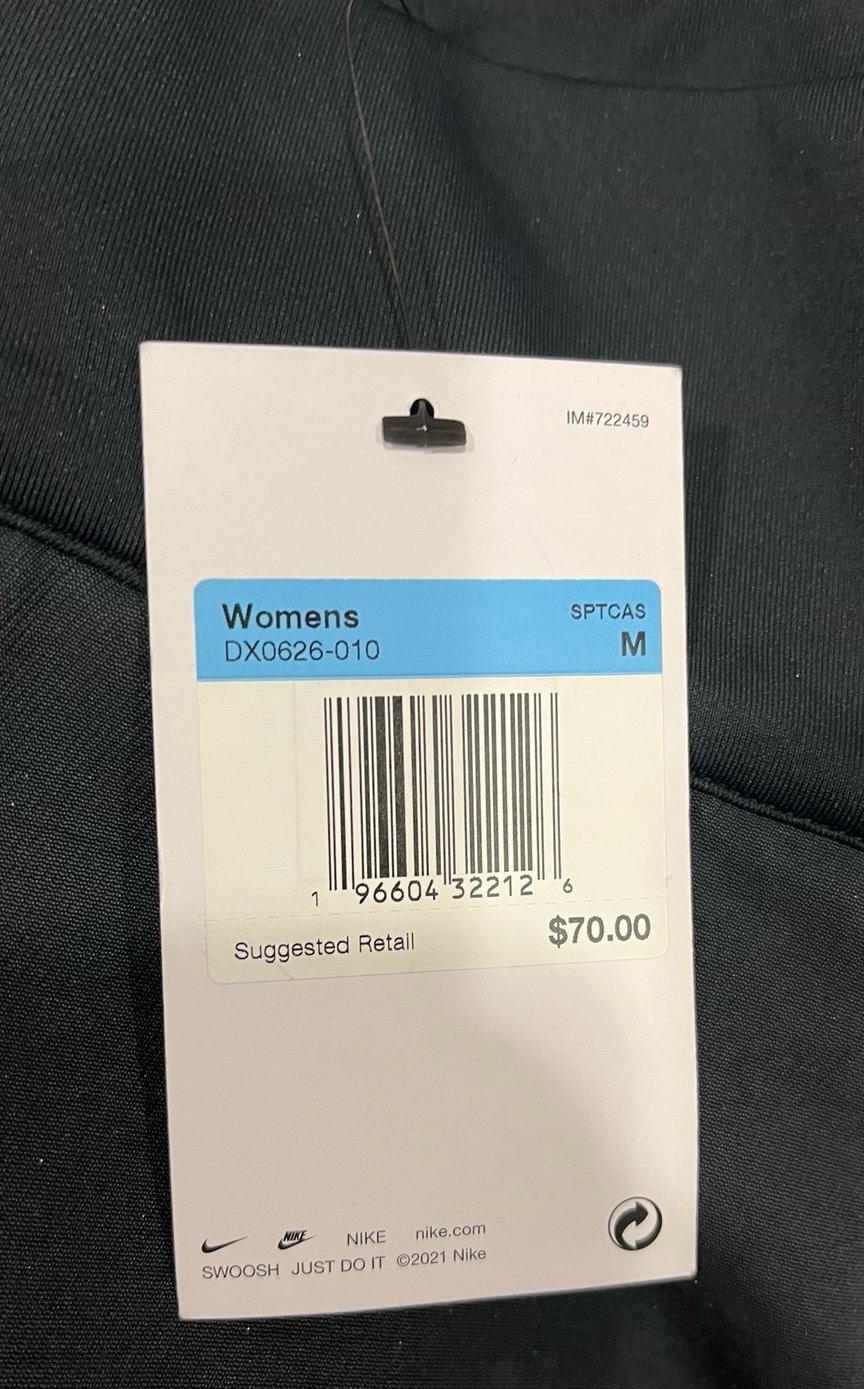 IM#722459
Womens SPTCAS
DX0626-010 M
1 96604 32212 6
Suggested Retail $70.00
NIKE NIKE nike.com
SWOOSH JUST DO IT ©2021 Nike